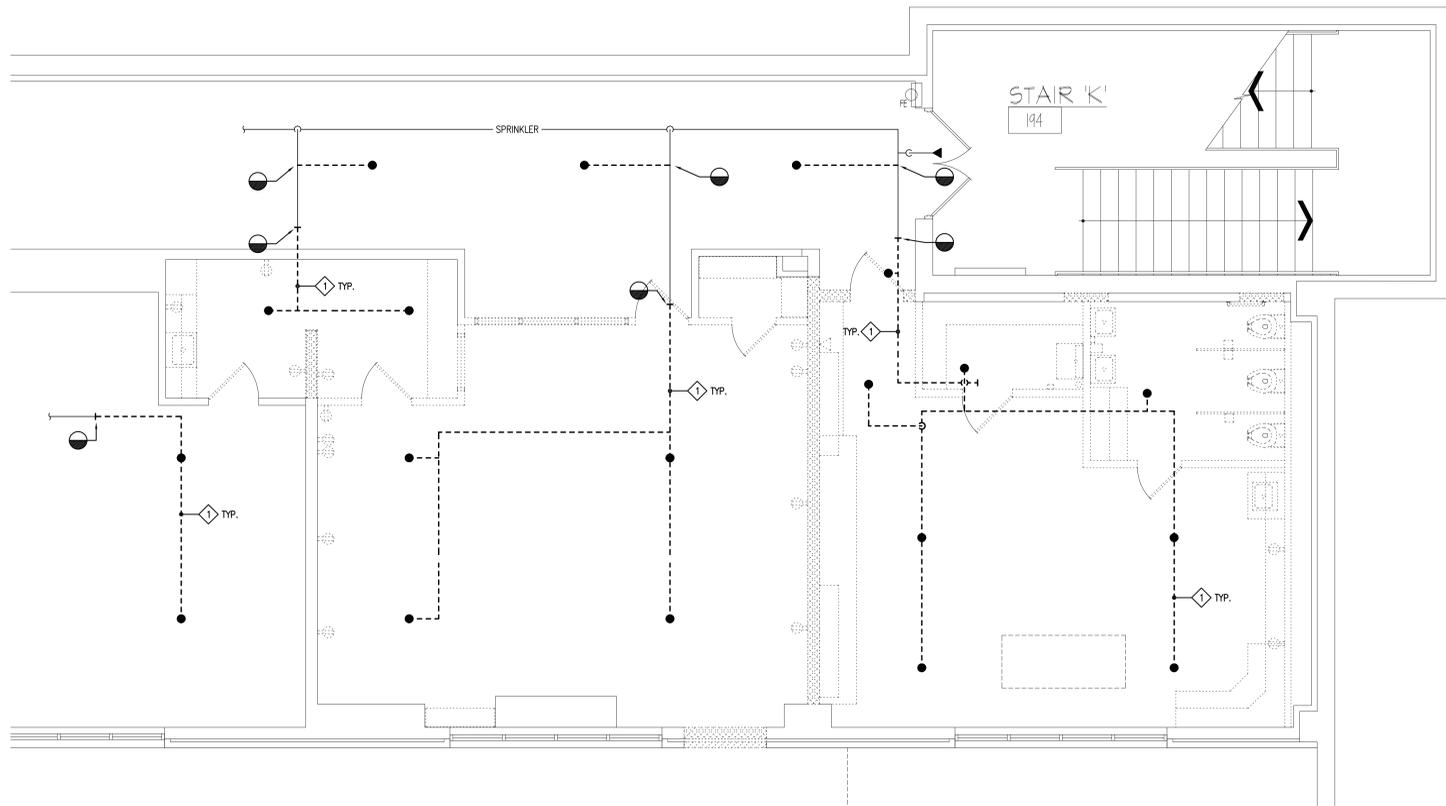 STAIR 'K'
FE
194
SPRINKLER
1 TYP.
TYP. 1
1 TYP.
1 TYP.
1 TYP.